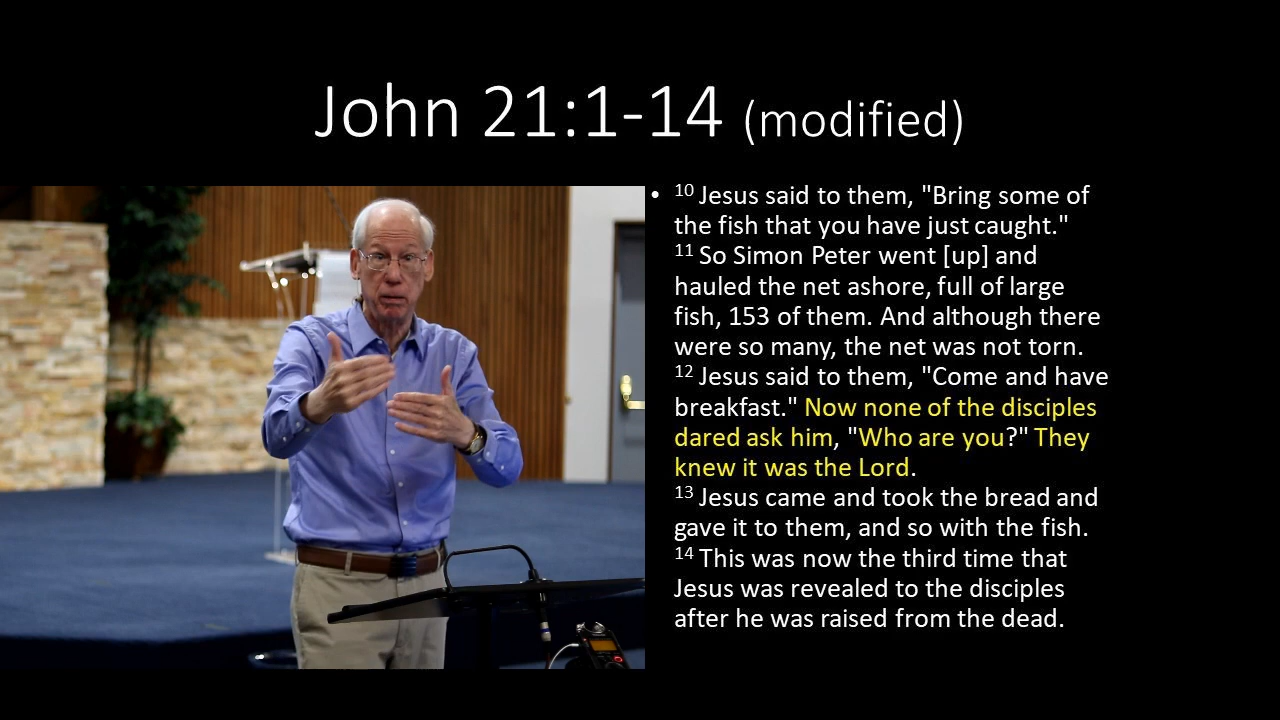 John 21:1-14 (modified)
• 10 Jesus said to them, "Bring some of
the fish that you have just caught."
11 So Simon Peter went [up] and
hauled the net ashore, full of large
fish, 153 of them. And although there
were so many, the net was not torn.
12 Jesus said to them, "Come and have
breakfast." Now none of the disciples
dared ask him, "Who are you?" They
knew it was the Lord.
13 Jesus came and took the bread and
gave it to them, and so with the fish.
14 This was now the third time that
Jesus was revealed to the disciples
after he was raised from the dead.